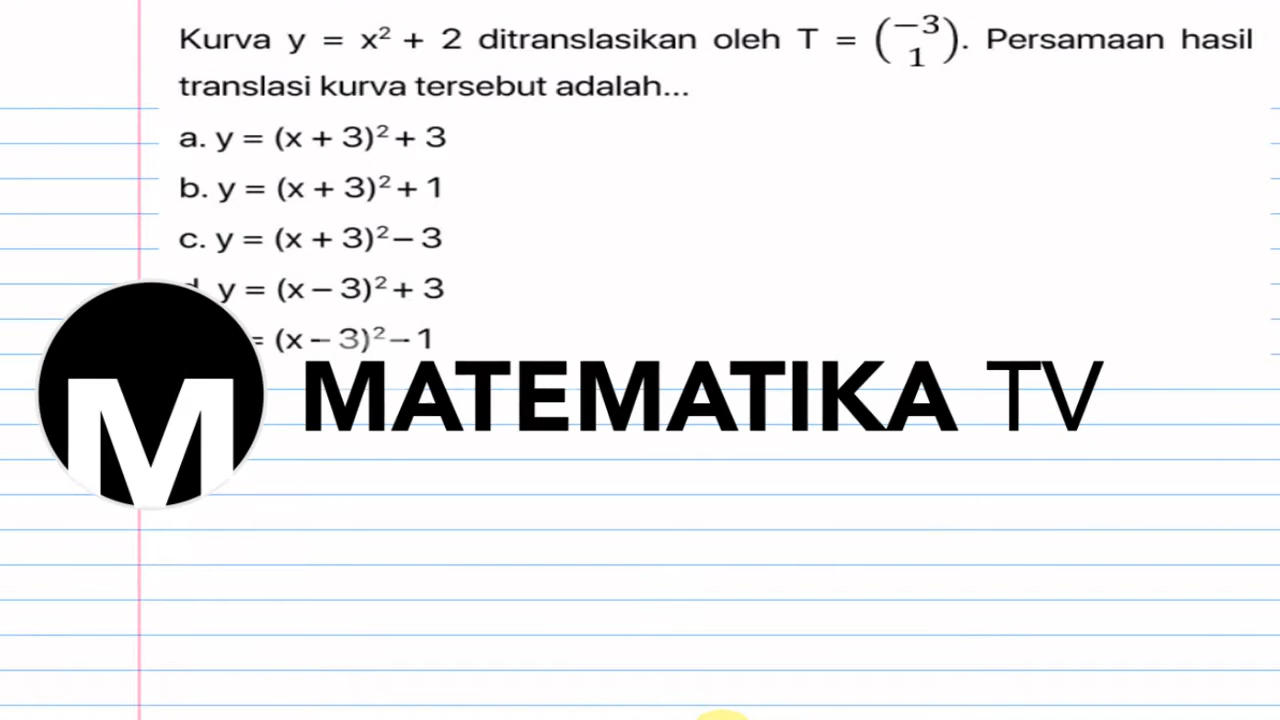 Kurva y = x² + 2 ditranslasikan oleh T = (−3 1). Persamaan hasil
translasi kurva tersebut adalah...
a. y = (x + 3)² + 3
b. y = (x + 3)² + 1
c. y = (x + 3)² – 3
y = (x – 3)² + 3
= (x – 3)² – 1
M MATEMATIKA TV